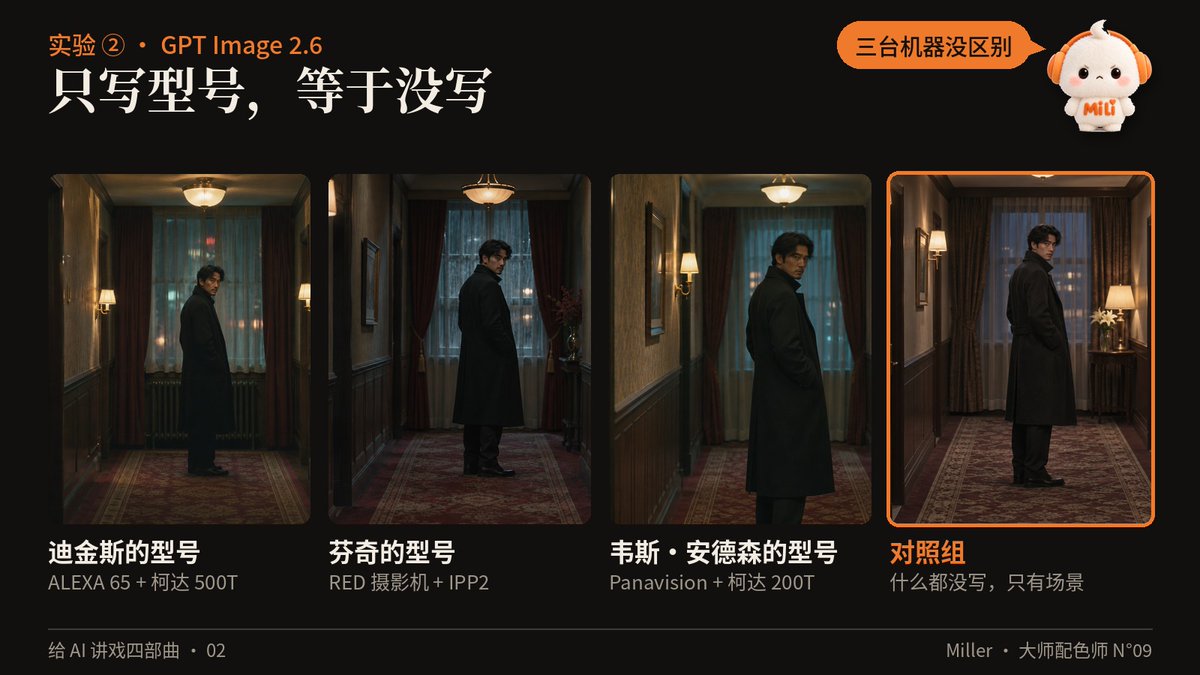 实验 ② · GPT Image 2.6
只写型号，等于没写
三台机器没区别
MiLi
迪金斯的型号
ALEXA 65 + 柯达 500T
芬奇的型号
RED 摄影机 + IPP2
韦斯·安德森的型号
Panavision + 柯达 200T
对照组
什么都没写，只有场景
给 AI 讲戏四部曲 · 02
Miller · 大师配色师 N°09